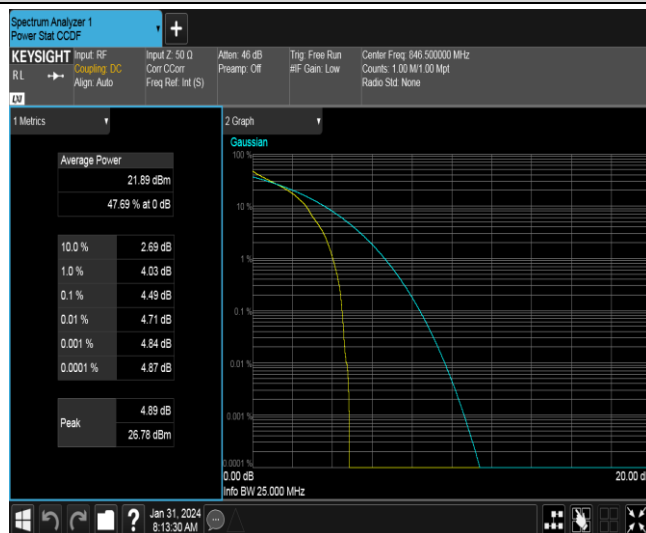 Spectrum Analyzer 1
Power Stat CCDF
+
KEYSIGHT
RL
LXI
Input: RF
Coupling: DC
Align: Auto
Input Z: 50 Ω
Corr CCorr
Freq Ref: Int (S)
Atten: 46 dB
Preamp: Off
Trig: Free Run
#IF Gain: Low
Center Freq: 846.500000 MHz
Counts: 1.00 M/1.00 Mpt
Radio Std: None
1 Metrics
Average Power
21.89 dBm
47.69 % at 0 dB
10.0 % 2.69 dB
1.0 % 4.03 dB
0.1 % 4.49 dB
0.01 % 4.71 dB
0.001 % 4.84 dB
0.0001 % 4.87 dB
Peak
4.89 dB
26.78 dBm
2 Graph
Gaussian
100 %
10 %
1 %
0.1 %
0.01 %
0.001 %
0.0001 %
0.00 dB
20.00 d
Info BW 25.000 MHz
?
Jan 31, 2024
8:13:30 AM